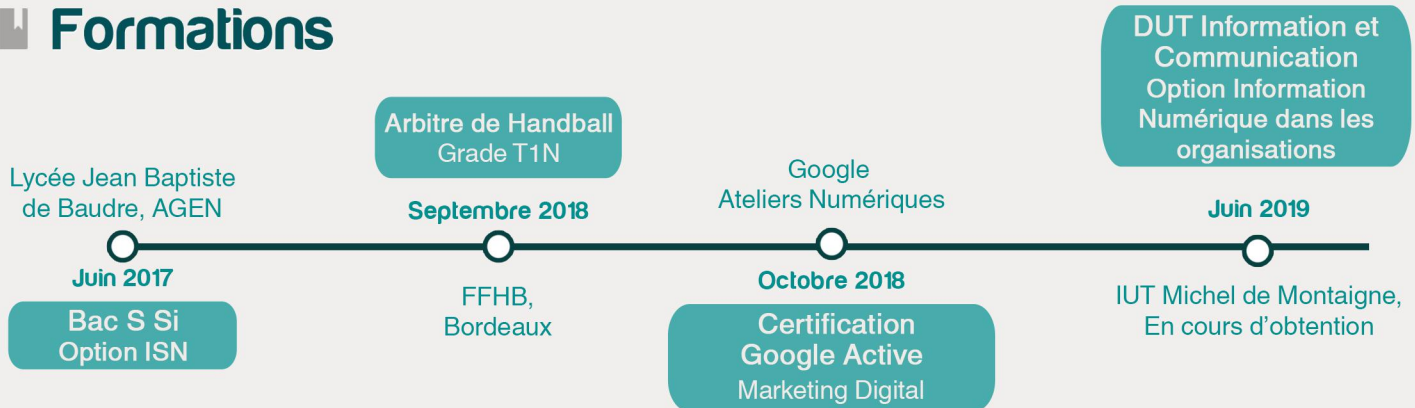 Formations
Lycée Jean Baptiste
de Baudre, AGEN
Juin 2017
Bac S Si
Option ISN
Arbitre de Handball
Grade T1N
Septembre 2018
FFHB,
Bordeaux
Google
Ateliers Numériques
Octobre 2018
Certification
Google Active
Marketing Digital
DUT Information et
Communication
Option Information
Numérique dans les
organisations
Juin 2019
IUT Michel de Montaigne,
En cours d’obtention